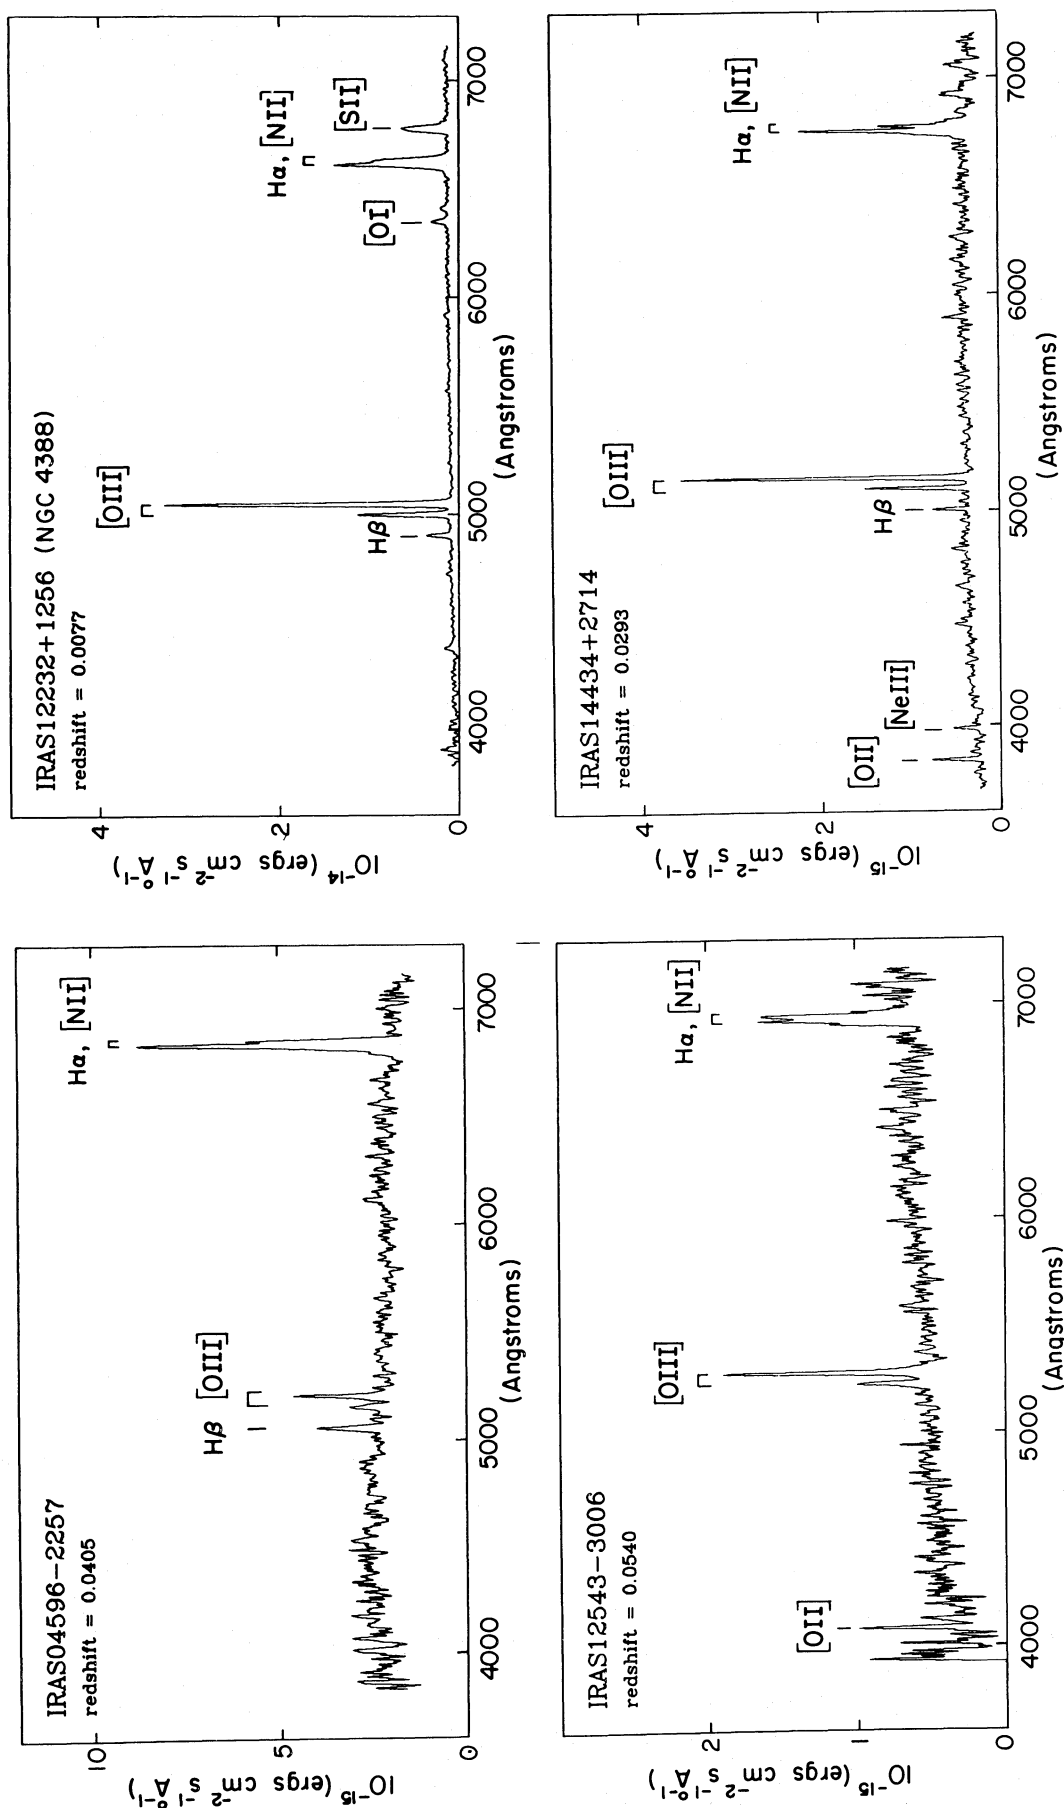 IRAS04596−2257
redshift = 0.0405
Hβ
[OIII]
Hα, [NII]
10
5
0
10⁻¹⁵ (ergs cm⁻² s⁻¹ Å⁻¹)
4000
5000
6000
7000
(Angstroms)
IRAS12232+1256 (NGC 4388)
redshift = 0.0077
Hβ
[OIII]
[OI]
Hα, [NII]
[SII]
4
2
0
10⁻¹⁴ (ergs cm⁻² s⁻¹ Å⁻¹)
4000
5000
6000
7000
(Angstroms)
IRAS12543−3006
redshift = 0.0540
[OII]
[OIII]
Hα, [NII]
2
1
0
10⁻¹⁵ (ergs cm⁻² s⁻¹ Å⁻¹)
4000
5000
6000
7000
(Angstroms)
IRAS14434+2714
redshift = 0.0293
[OII]
[NeIII]
Hβ
[OIII]
Hα, [NII]
4
2
0
10⁻¹⁵ (ergs cm⁻² s⁻¹ Å⁻¹)
4000
5000
6000
7000
(Angstroms)